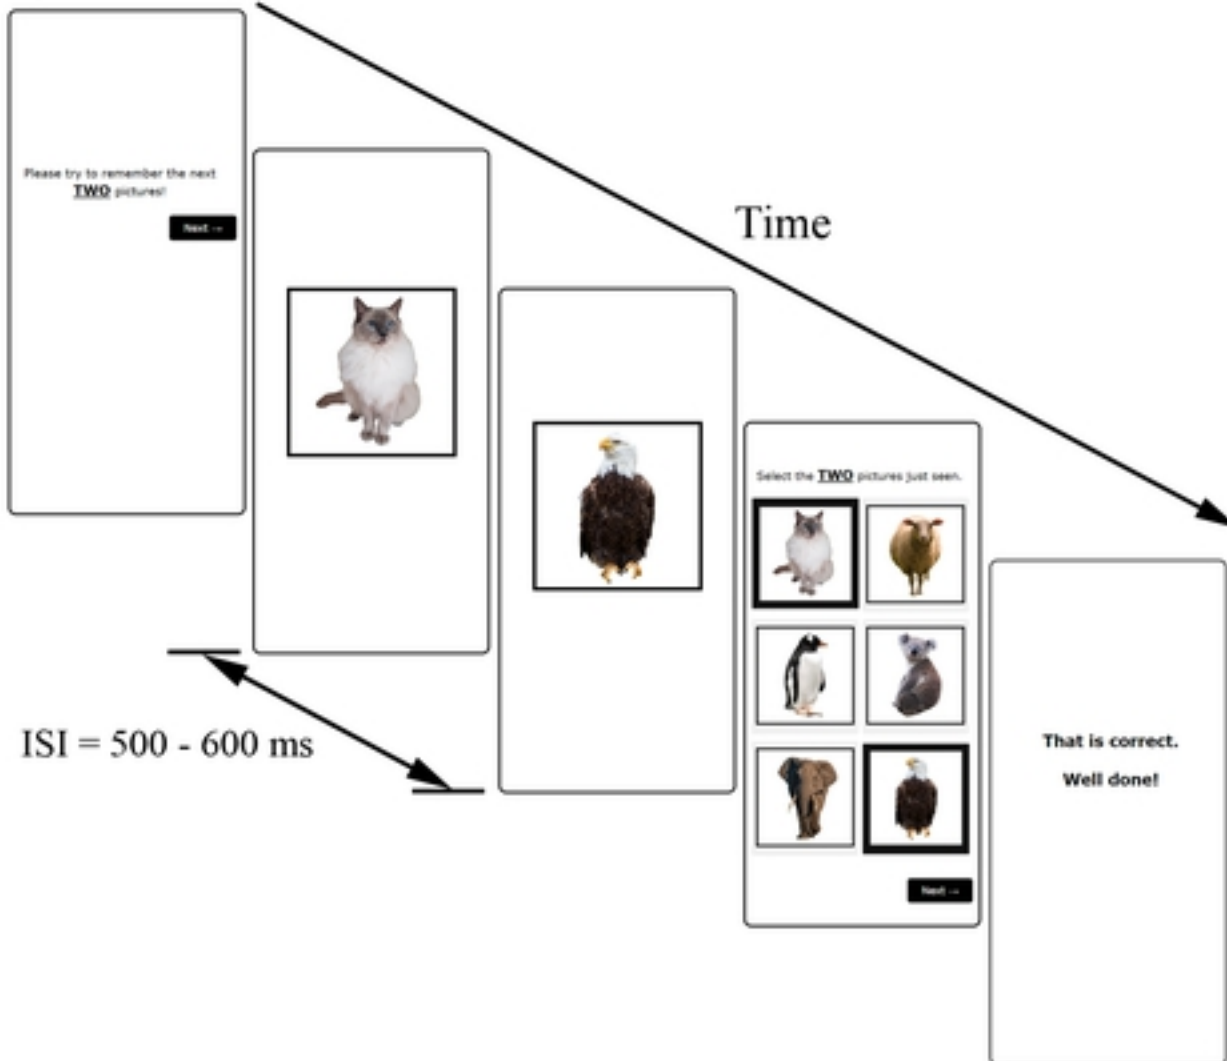 Please try to remember the next
TWO pictures!
Next →
Time
ISI = 500 - 600 ms
Select the TWO pictures just seen.
Next →
That is correct.
Well done!